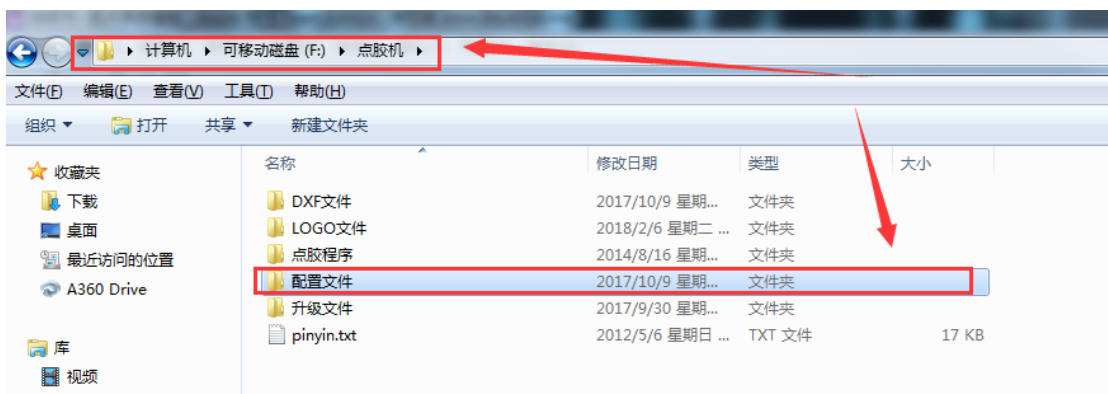 计算机 可移动磁盘 (F:) 点胶机
文件(F) 编辑(E) 查看(V) 工具(T) 帮助(H)
组织 打开 共享 新建文件夹
名称 修改日期 类型 大小
收藏夹
下载
桌面
最近访问的位置
A360 Drive
库
视频
DXF文件 2017/10/9 星期... 文件夹
LOGO文件 2018/2/6 星期二 ... 文件夹
点胶程序 2014/8/16 星期... 文件夹
配置文件 2017/10/9 星期... 文件夹
升级文件 2017/9/30 星期... 文件夹
pinyin.txt 2012/5/6 星期日 ... TXT 文件 17 KB